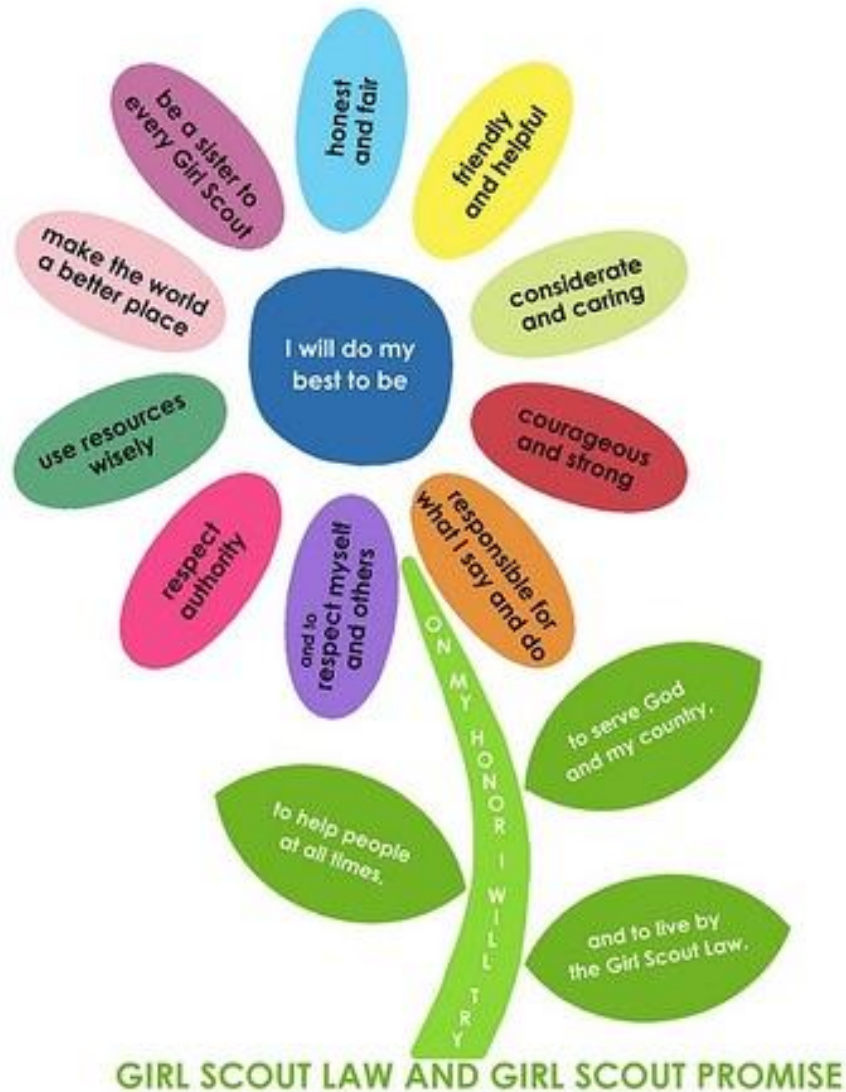 I will do my
best to be
honest
and fair
friendly
and helpful
considerate
and caring
courageous
and strong
responsible for
what I say and do
and to
respect myself
and others
respect
authority
use resources
wisely
make the world
a better place
be a sister to
every Girl Scout
ON MY HONOR I WILL TRY
to serve God
and my country,
to help people
at all times,
and to live by
the Girl Scout Law.
GIRL SCOUT LAW AND GIRL SCOUT PROMISE